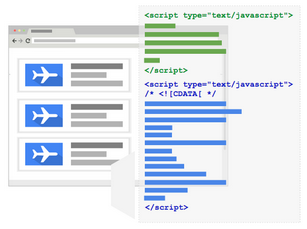 <script type="text/javascript">
</script>
<script type="text/javascript">
/* <![CDATA[ */
</script>